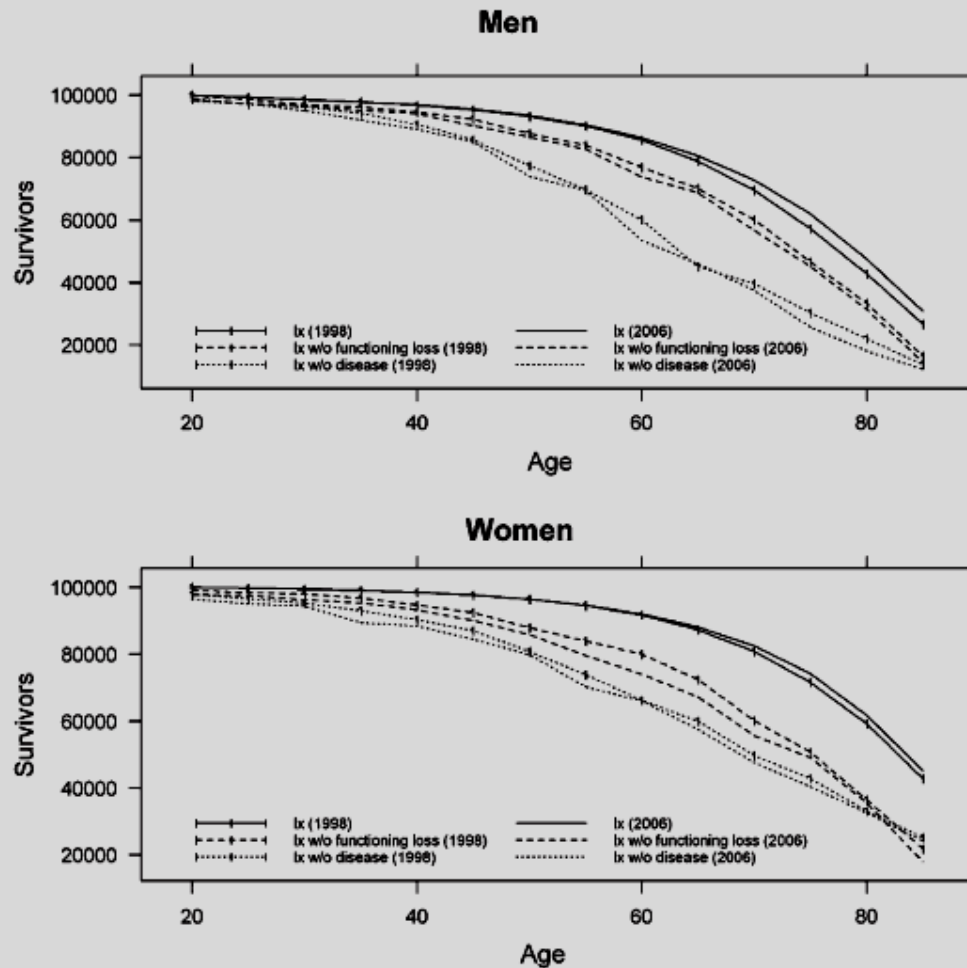 Men
100000
80000
60000
40000
20000
Survivors
lx (1998)
lx w/o functioning loss (1998)
lx w/o disease (1998)
lx (2006)
lx w/o functioning loss (2006)
lx w/o disease (2006)
20 40 60 80
Age
Women
100000
80000
60000
40000
20000
Survivors
lx (1998)
lx w/o functioning loss (1998)
lx w/o disease (1998)
lx (2006)
lx w/o functioning loss (2006)
lx w/o disease (2006)
20 40 60 80
Age